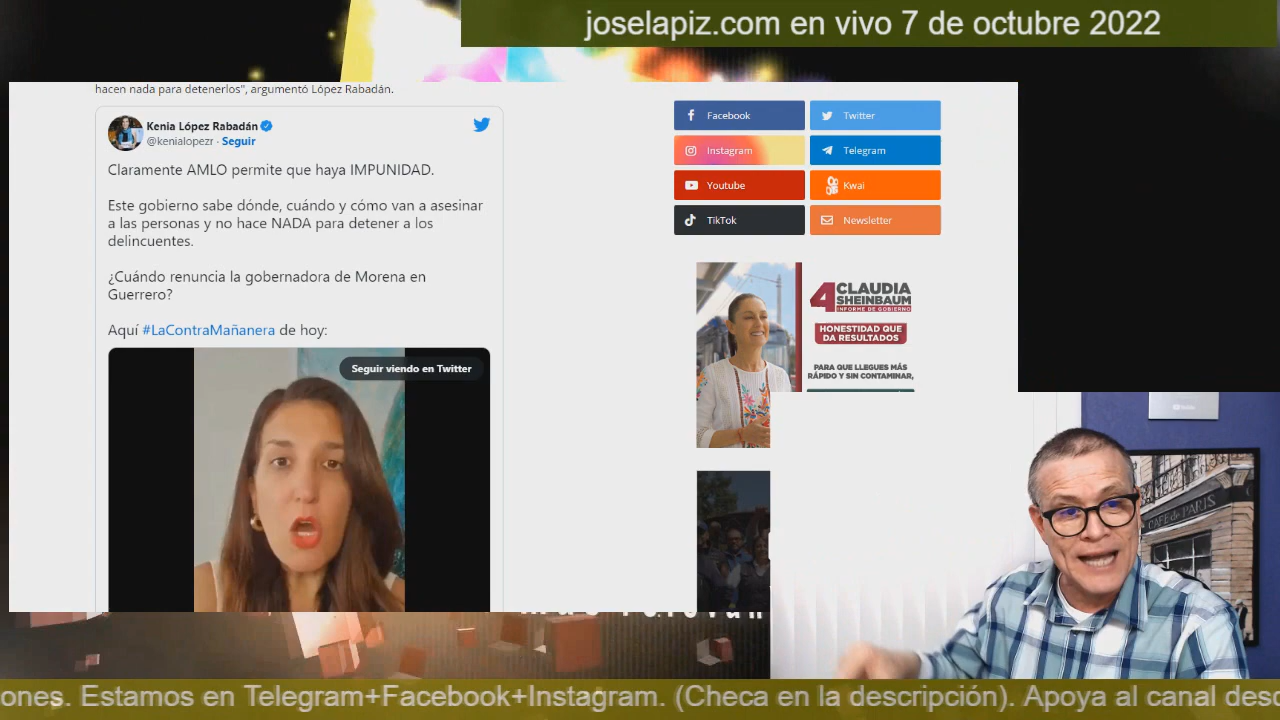 joselapiz.com en vivo 7 de octubre 2022
hacen nada para detenerlos", argumentó López Rabadán.
Kenia López Rabadán
@kenialopezr · Seguir
Claramente AMLO permite que haya IMPUNIDAD.
Este gobierno sabe dónde, cuándo y cómo van a asesinar
a las personas y no hace NADA para detener a los
delincuentes.
¿Cuándo renuncia la gobernadora de Morena en
Guerrero?
Aquí #LaContraMañanera de hoy:
Seguir viendo en Twitter
Facebook
Twitter
Instagram
Telegram
Youtube
Kwai
TikTok
Newsletter
4 CLAUDIA
SHEINBAUM
INFORME DE GOBIERNO
HONESTIDAD QUE
DA RESULTADOS
PARA QUE LLEGUES MÁS
RÁPIDO Y SIN CONTAMINAR,
CAFÉ de PARIS
ones. Estamos en Telegram+Facebook+Instagram. (Checa en la descripción). Apoya al canal desd